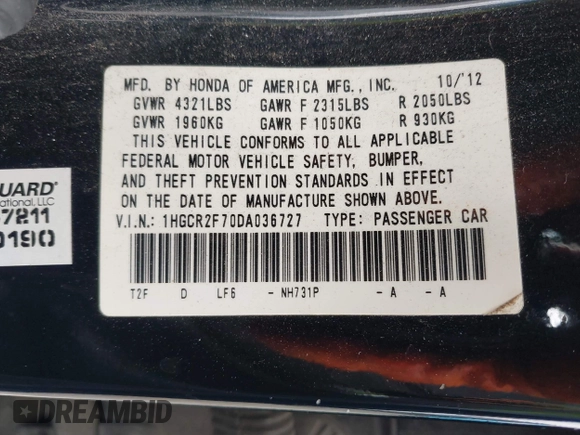 MFD. BY HONDA OF AMERICA MFG., INC. 10/'12
GVWR 4321LBS GAWR F 2315LBS R 2050LBS
GVWR 1960KG GAWR F 1050KG R 930KG
THIS VEHICLE CONFORMS TO ALL APPLICABLE
FEDERAL MOTOR VEHICLE SAFETY, BUMPER,
AND THEFT PREVENTION STANDARDS IN EFFECT
ON THE DATE OF MANUFACTURE SHOWN ABOVE.
V.I.N.: 1HGCR2F70DA036727 TYPE: PASSENGER CAR
T2F D LF6 - NH731P - A - A
UARD
ational, LLC
7211
0190
DREAMBID